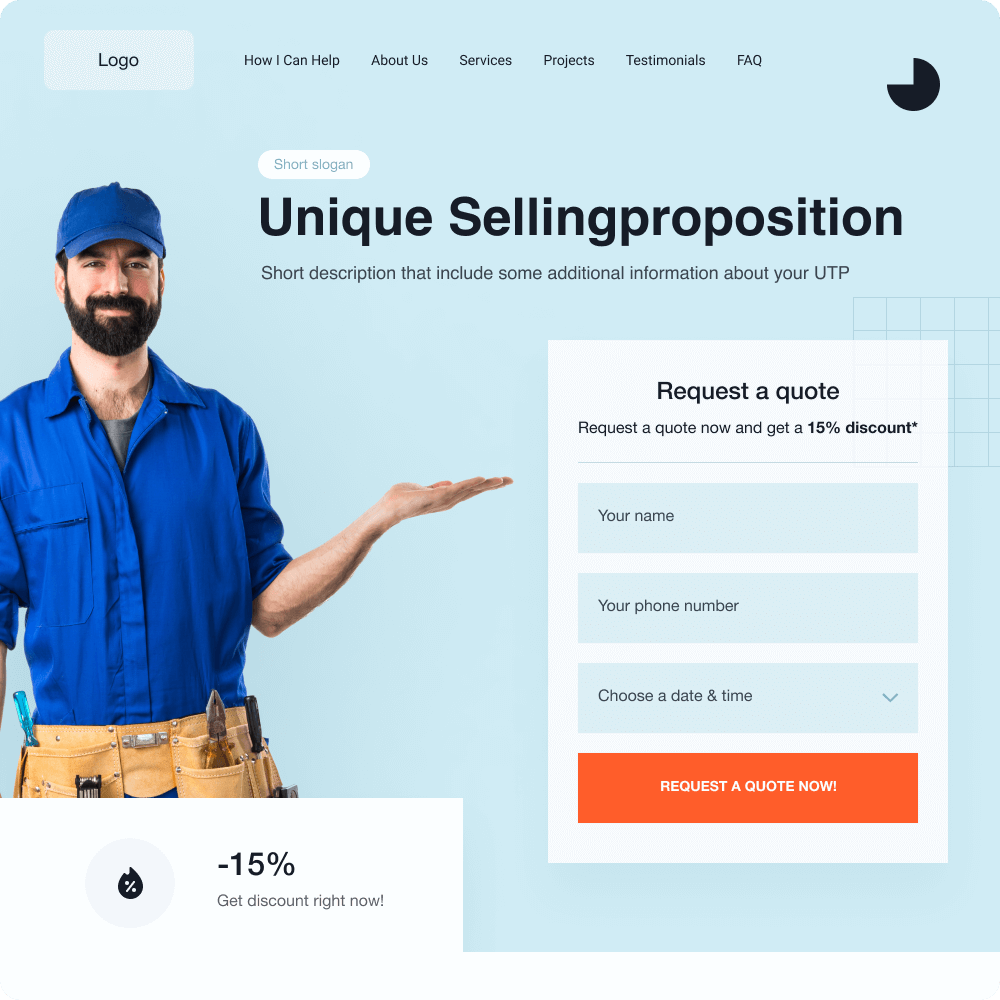 Logo
How I Can Help
About Us
Services
Projects
Testimonials
FAQ
Short slogan
Unique Sellingproposition
Short description that include some additional information about your UTP
Request a quote
Request a quote now and get a 15% discount*
Your name
Your phone number
Choose a date & time
REQUEST A QUOTE NOW!
%
-15%
Get discount right now!